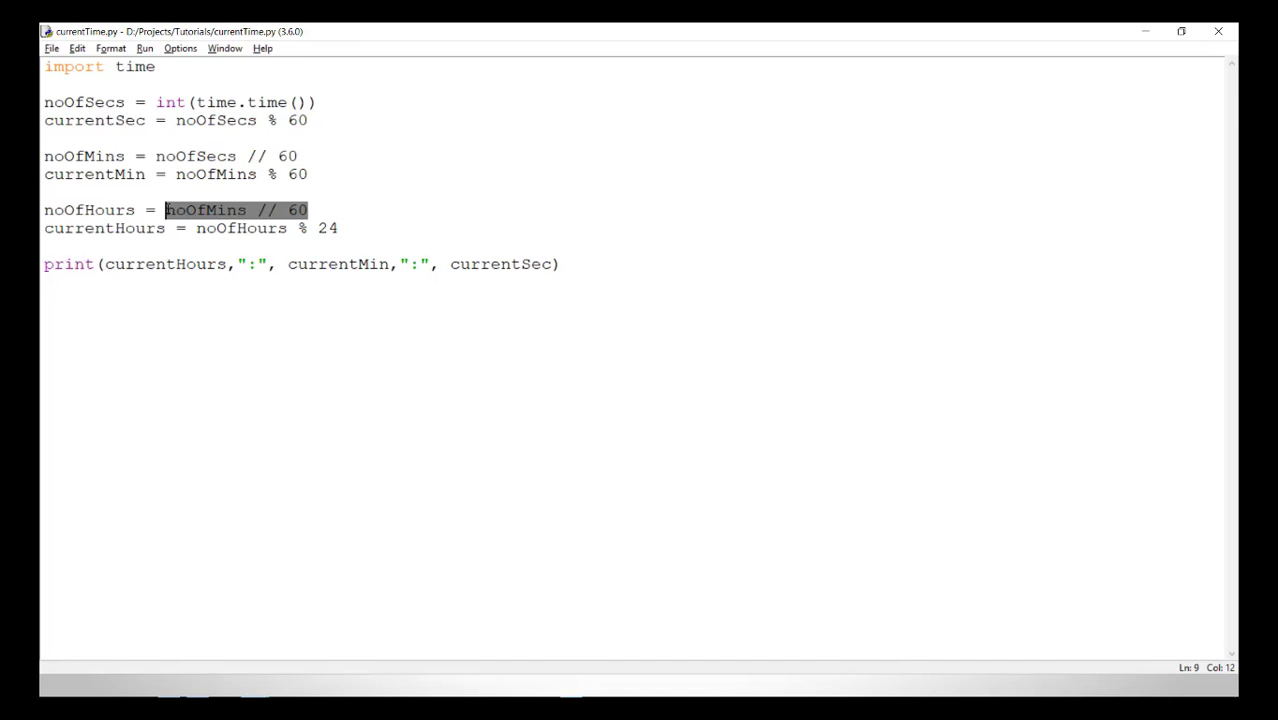 currentTime.py - D:/Projects/Tutorials/currentTime.py (3.6.0)
File Edit Format Run Options Window Help
import time
noOfSecs = int(time.time())
currentSec = noOfSecs % 60
noOfMins = noOfSecs // 60
currentMin = noOfMins % 60
noOfHours = noOfMins // 60
currentHours = noOfHours % 24
print(currentHours,":", currentMin,":", currentSec)
Ln: 9 Col: 12